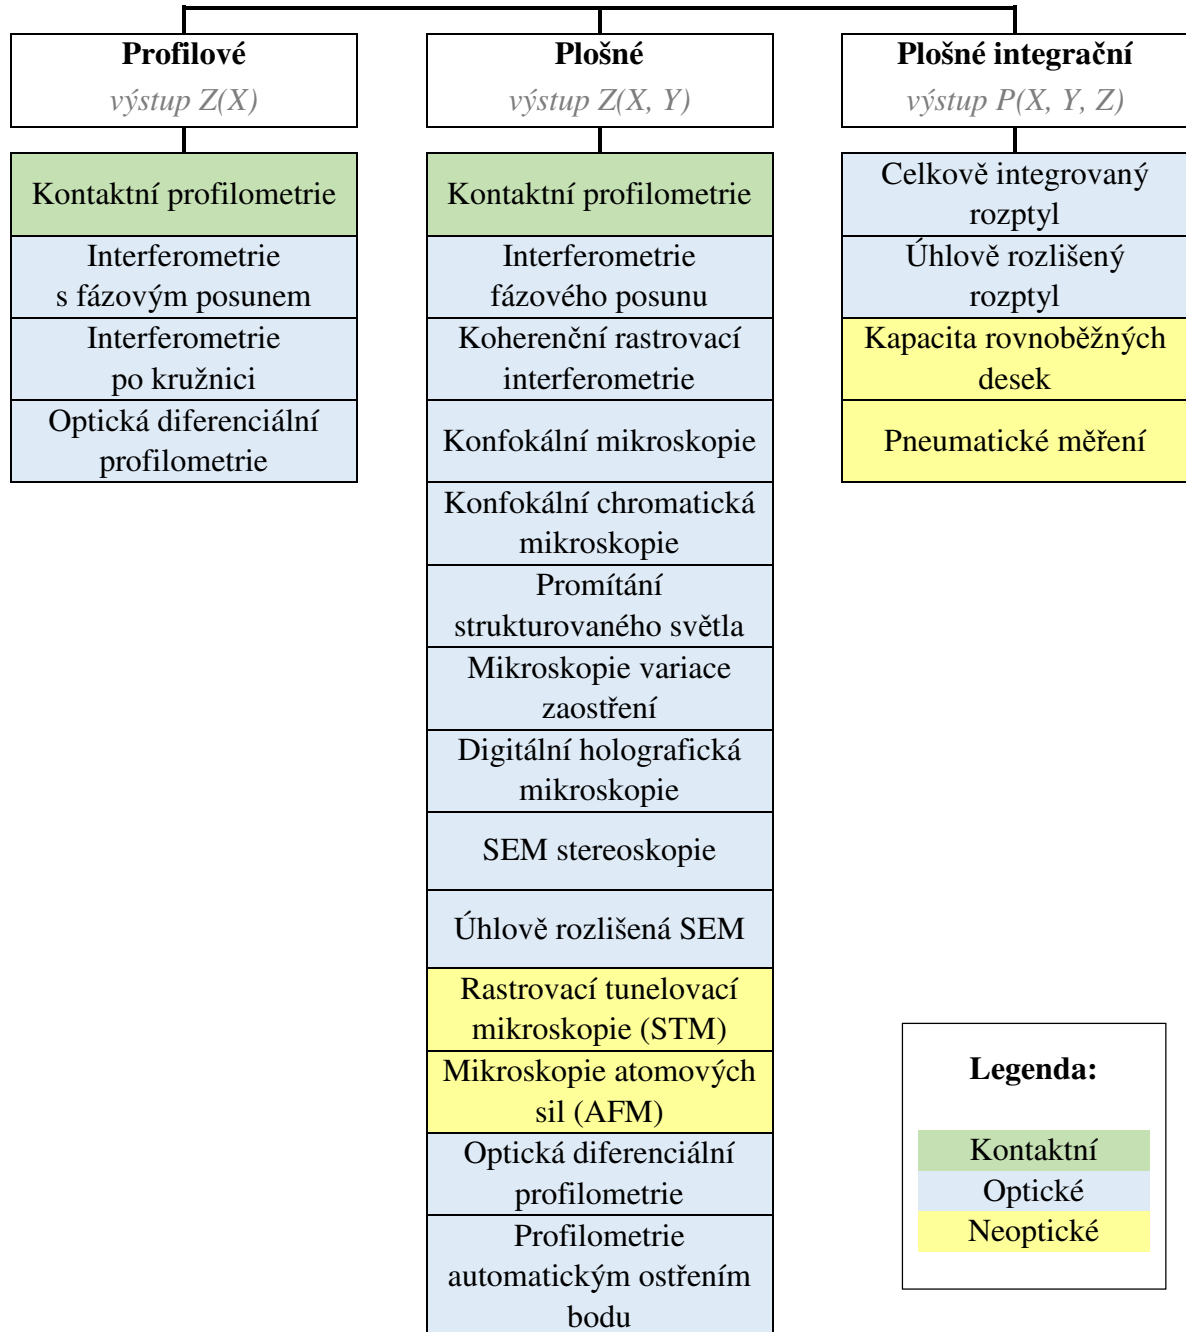 Profilové
výstup Z(X)
Kontaktní profilometrie
Interferometrie
s fázovým posunem
Interferometrie
po kružnici
Optická diferenciální
profilometrie
Plošné
výstup Z(X, Y)
Kontaktní profilometrie
Interferometrie
fázového posunu
Koherenční rastrovací
interferometrie
Konfokální mikroskopie
Konfokální chromatická
mikroskopie
Promítání
strukturovaného světla
Mikroskopie variace
zaostření
Digitální holografická
mikroskopie
SEM stereoskopie
Úhlově rozlišená SEM
Rastrovací tunelovací
mikroskopie (STM)
Mikroskopie atomových
sil (AFM)
Optická diferenciální
profilometrie
Profilometrie
automatickým ostřením
bodu
Plošné integrační
výstup P(X, Y, Z)
Celkově integrovaný
rozptyl
Úhlově rozlišený
rozptyl
Kapacita rovnoběžných
desek
Pneumatické měření
Legenda:
Kontaktní
Optické
Neoptické